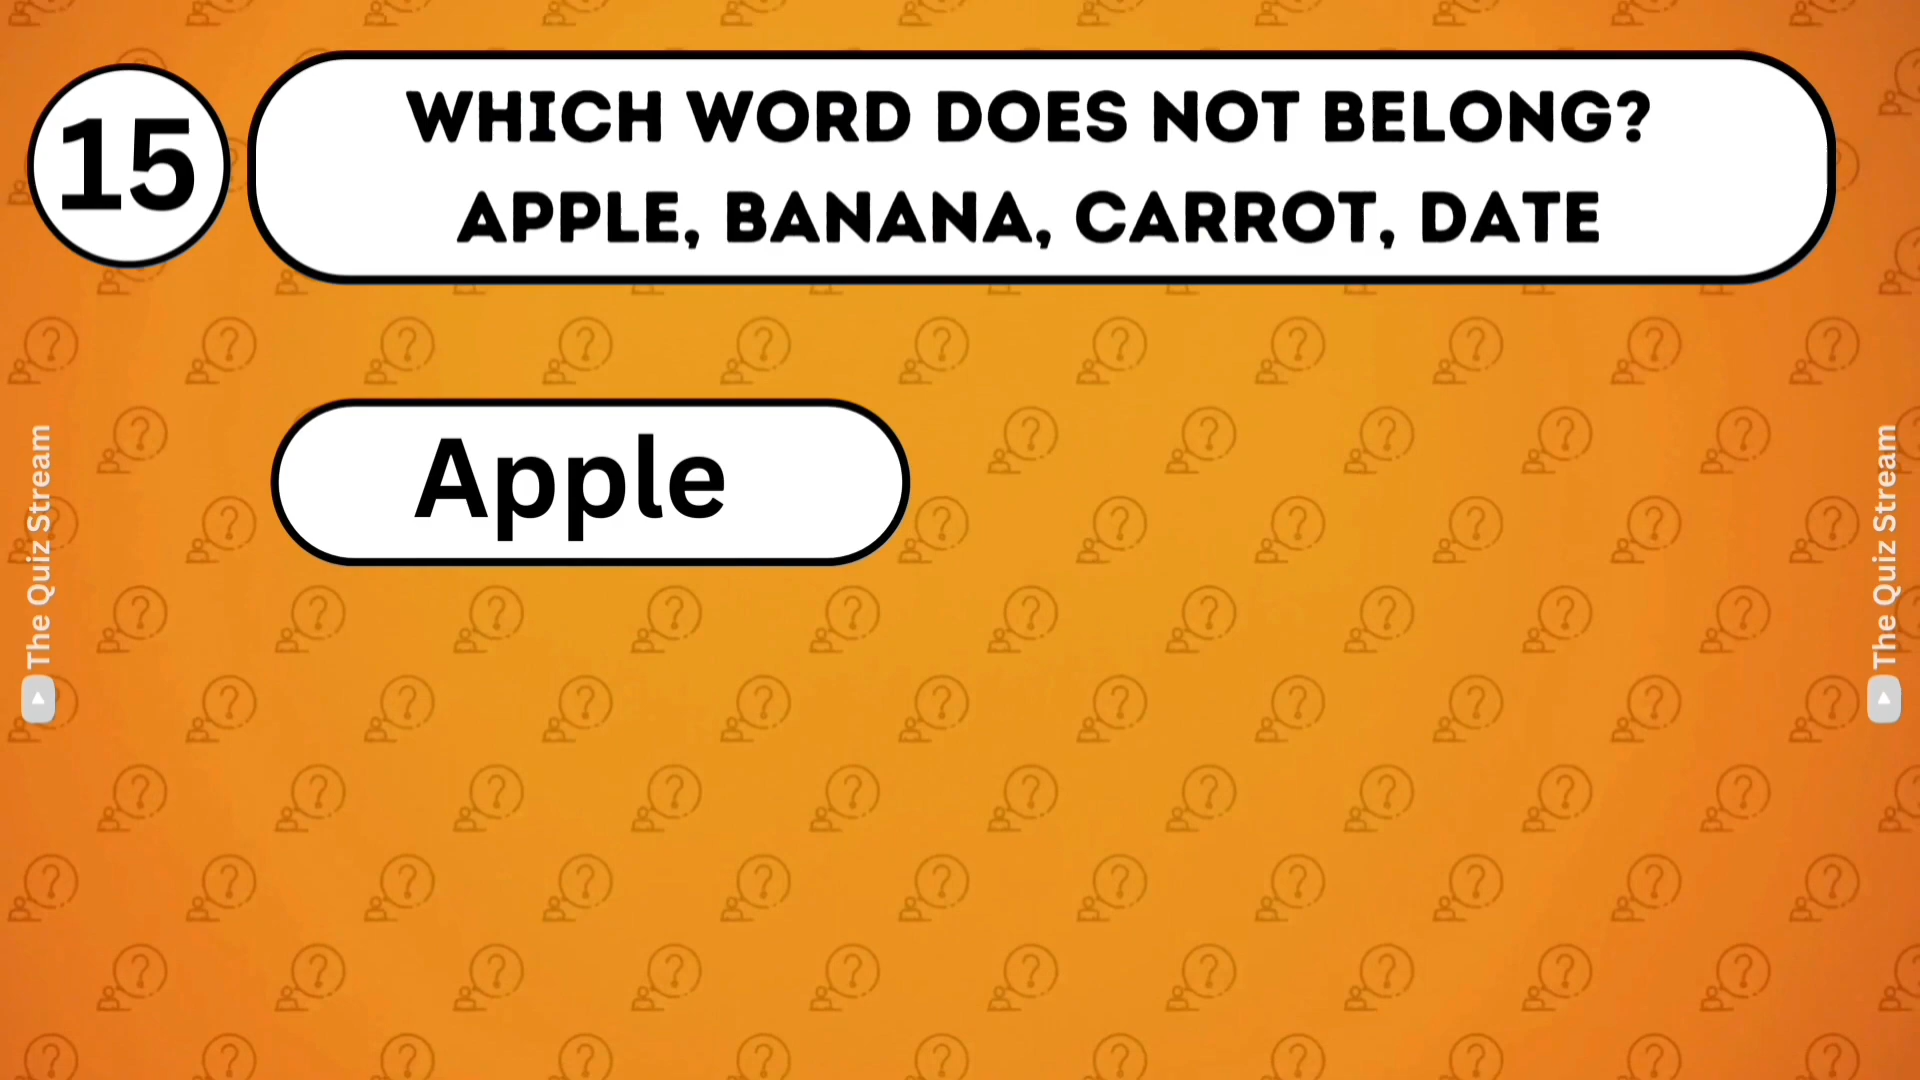 15
WHICH WORD DOES NOT BELONG?
APPLE, BANANA, CARROT, DATE
Apple
The Quiz Stream
The Quiz Stream